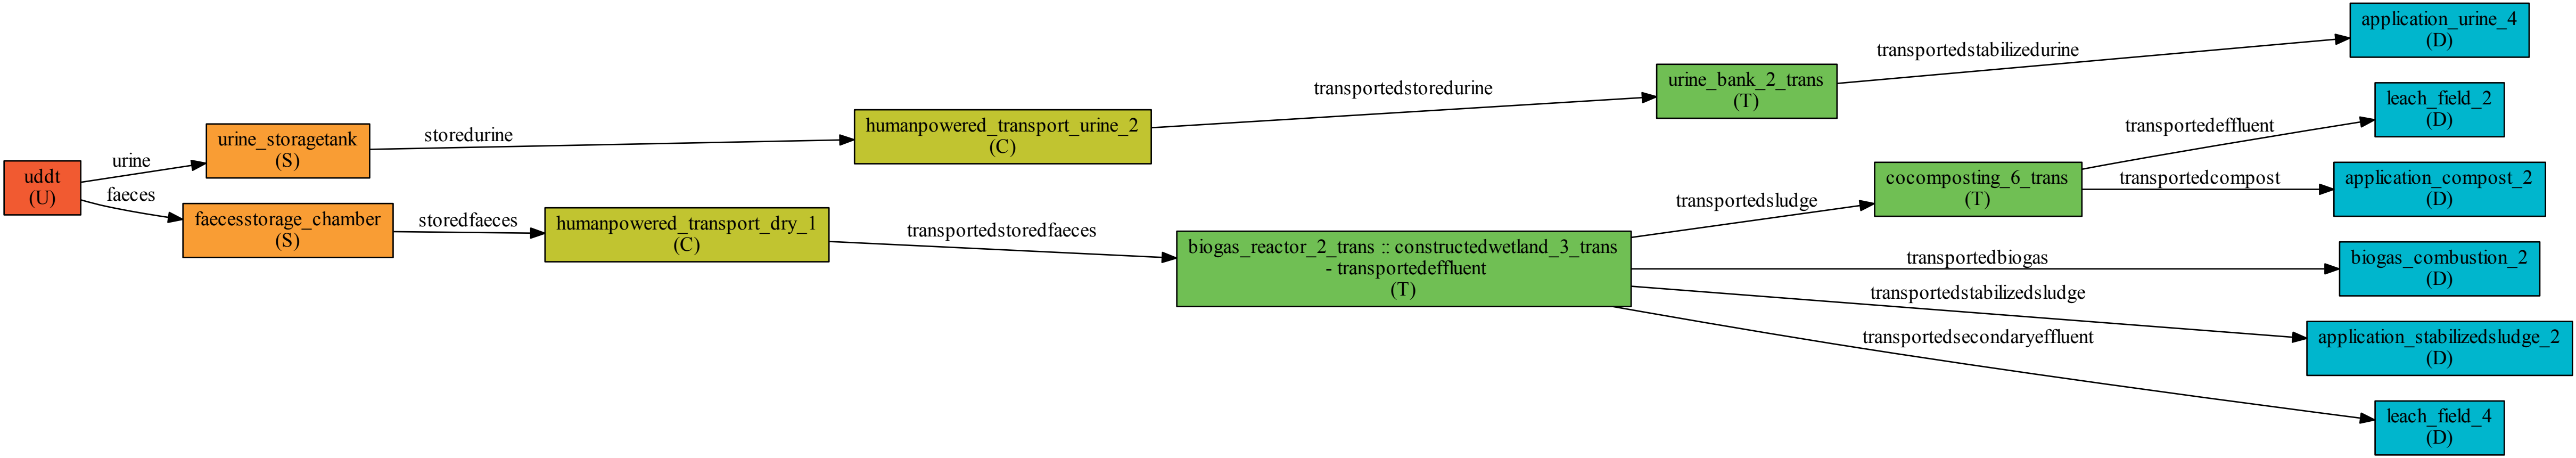 uddt
(U)
urine
faeces
urine_storagetank
(S)
faecesstorage_chamber
(S)
storedurine
storedfaeces
humanpowered_transport_urine_2
(C)
humanpowered_transport_dry_1
(C)
transportedstoredurine
transportedstoredfaeces
urine_bank_2_trans
(T)
biogas_reactor_2_trans :: constructedwetland_3_trans
- transportedeffluent
(T)
transportedstabilizedurine
transportedsludge
cocomposting_6_trans
(T)
transportedeffluent
transportedcompost
transportedbiogas
transportedstabilizedsludge
transportedsecondaryeffluent
application_urine_4
(D)
leach_field_2
(D)
application_compost_2
(D)
biogas_combustion_2
(D)
application_stabilizedsludge_2
(D)
leach_field_4
(D)